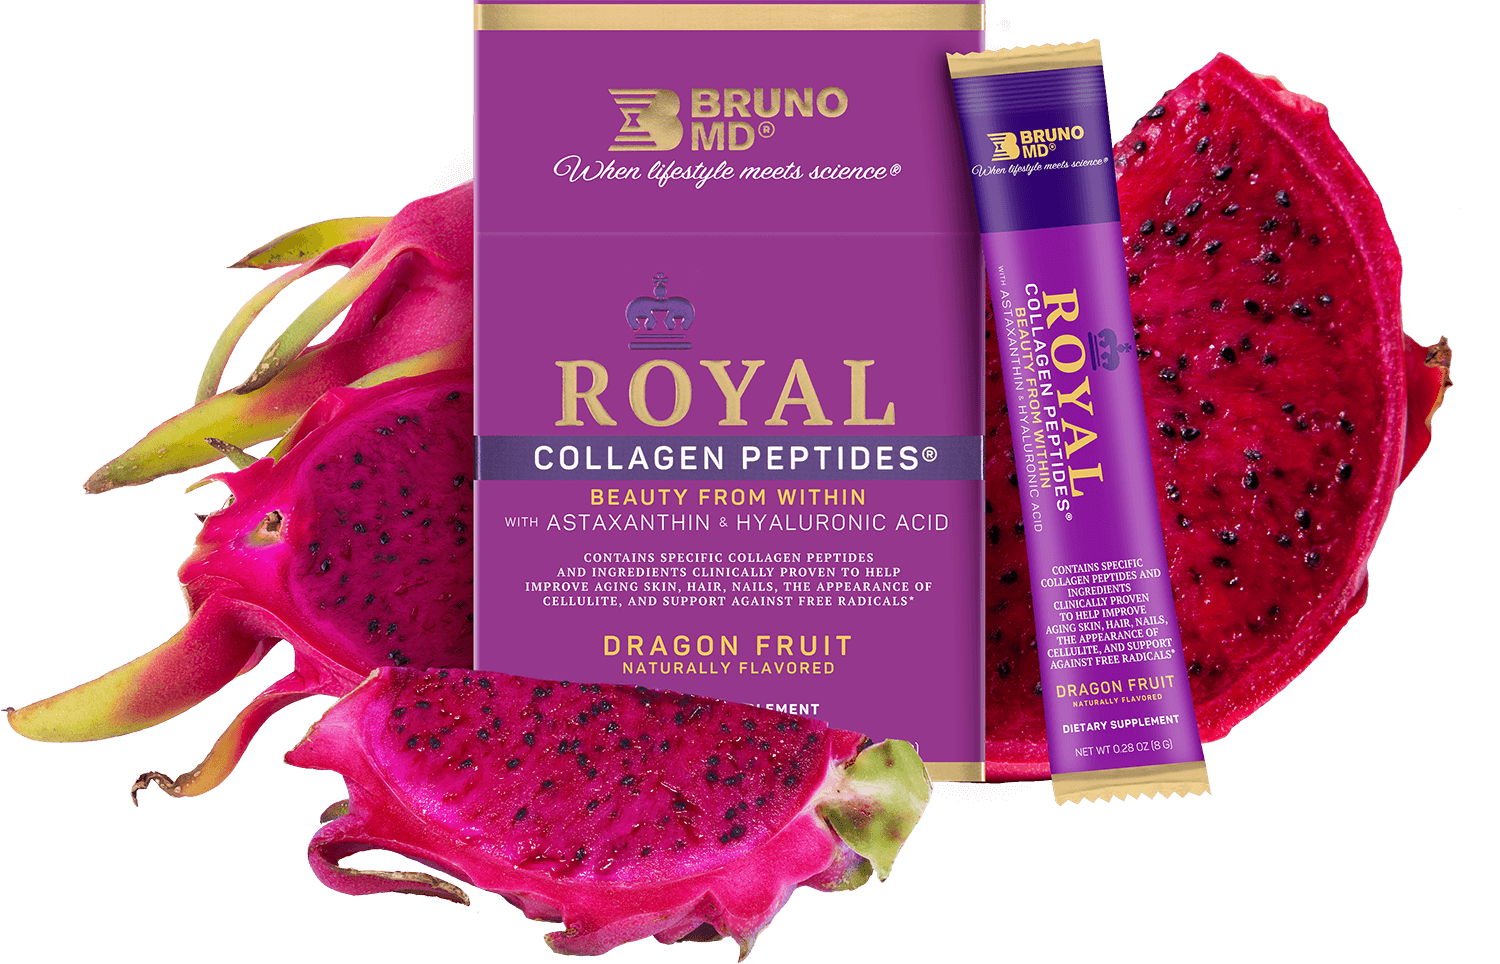 BRUNO
MD®
When lifestyle meets science®
ROYAL
COLLAGEN PEPTIDES®
BEAUTY FROM WITHIN
WITH ASTAXANTHIN & HYALURONIC ACID
CONTAINS SPECIFIC COLLAGEN PEPTIDES
AND INGREDIENTS CLINICALLY PROVEN TO HELP
IMPROVE AGING SKIN, HAIR, NAILS, THE APPEARANCE OF
CELLULITE, AND SUPPORT AGAINST FREE RADICALS*
DRAGON FRUIT
NATURALLY FLAVORED
BRUNO
MD®
When lifestyle meets science®
ROYAL
COLLAGEN PEPTIDES®
BEAUTY FROM WITHIN
WITH ASTAXANTHIN & HYALURONIC ACID
CONTAINS SPECIFIC
COLLAGEN PEPTIDES AND
INGREDIENTS
CLINICALLY PROVEN
TO HELP IMPROVE
AGING SKIN, HAIR, NAILS,
THE APPEARANCE OF
CELLULITE, AND SUPPORT
AGAINST FREE RADICALS*
DRAGON FRUIT
NATURALLY FLAVORED
DIETARY SUPPLEMENT
NET WT 0.28 OZ (8 G)